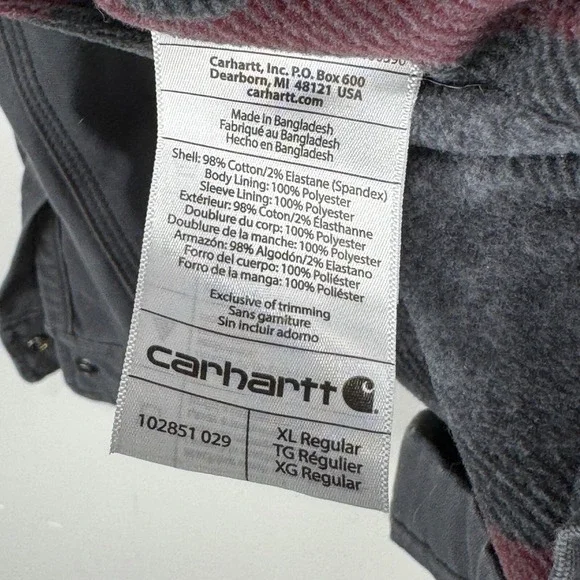 Carhartt, Inc. P.O. Box 600
Dearborn, MI 48121 USA
carhartt.com
Made in Bangladesh
Fabriqué au Bangladesh
Hecho en Bangladesh
Shell: 98% Cotton/2% Elastane (Spandex)
Body Lining: 100% Polyester
Sleeve Lining: 100% Polyester
Extérieur: 98% Coton/2% Élasthanne
Doublure du corp: 100% Polyester
Doublure de la manche: 100% Polyester
Armazón: 98% Algodón/2% Elastano
Forro del cuerpo: 100% Poliéster
Forro de la manga: 100% Poliéster
Exclusive of trimming
Sans garniture
Sin incluir adorno
carhartt
102851 029
XL Regular
TG Régulier
XG Regular